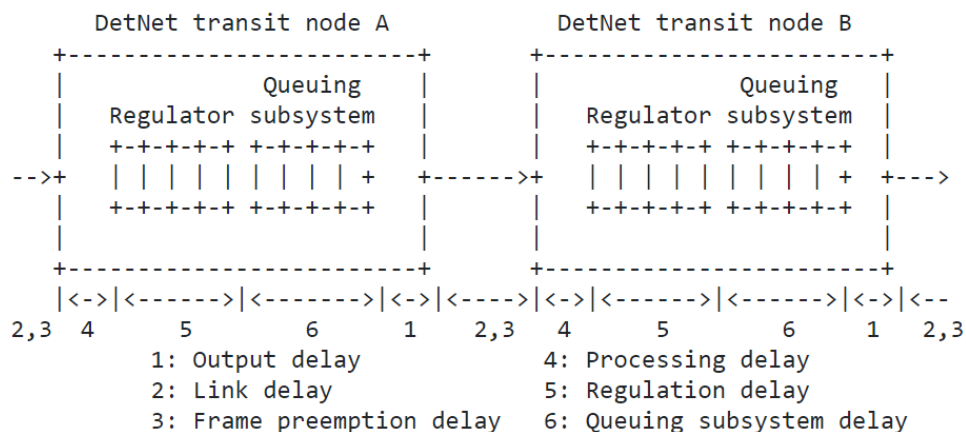 DetNet transit node A            DetNet transit node B
   +-------------------------+       +------------------------+
   |              Queuing    |       |              Queuing   |
   |   Regulator subsystem   |       |   Regulator subsystem  |
   |   +-+-+-+-+ +-+-+-+-+   |       |   +-+-+-+-+ +-+-+-+-+  |
-->+   | | | | | | | | | +   +------>+   | | | | | | | | | +  +--->
   |   +-+-+-+-+ +-+-+-+-+   |       |   +-+-+-+-+ +-+-+-+-+  |
   |                         |       |                        |
   +-------------------------+       +------------------------+
   |<->|<------>|<------->|<->|<---->|<->|<------>|<------>|<->|<--
2,3  4      5        6      1    2,3   4      5        6     1   2,3
          1: Output delay             4: Processing delay
          2: Link delay               5: Regulation delay
          3: Frame preemption delay   6: Queuing subsystem delay